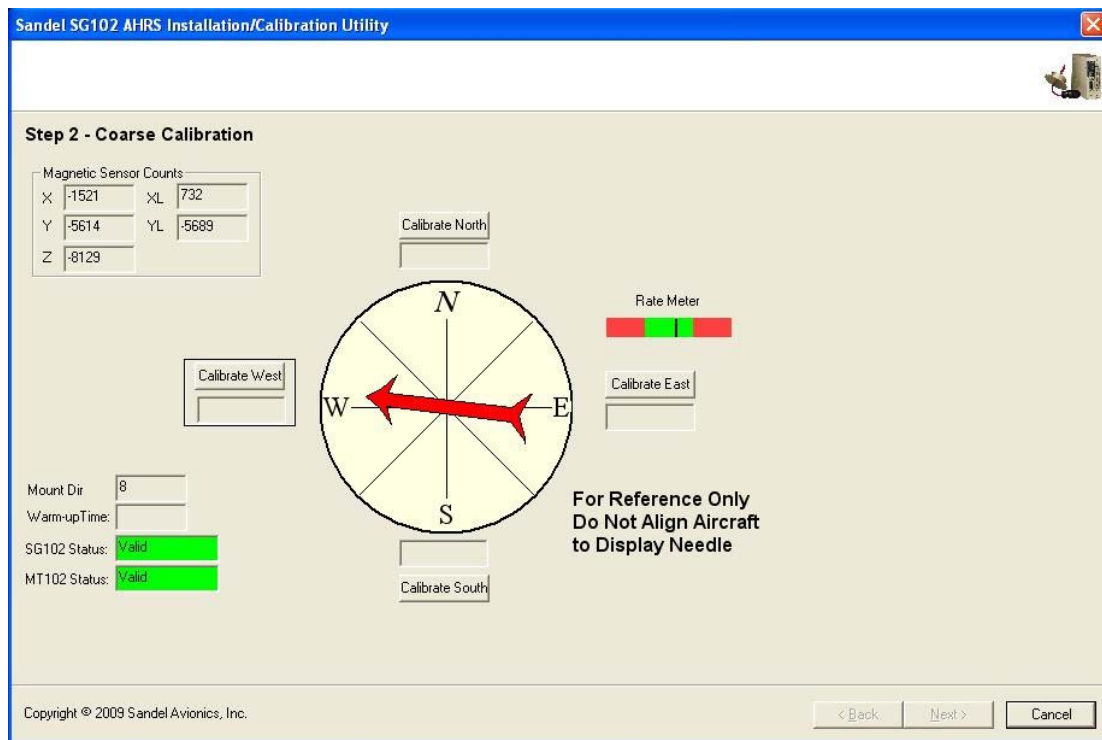 Sandel SG102 AHRS Installation/Calibration Utility
Step 2 - Coarse Calibration
Magnetic Sensor Counts
X -1521 XL 732
Y -5614 YL -5689
Z -8129
Calibrate North
N
Rate Meter
Calibrate West
Calibrate East
W E
S
Mount Dir 8
Warm-upTime:
SG102 Status: Valid
MT102 Status: Valid
For Reference Only
Do Not Align Aircraft
to Display Needle
Calibrate South
Copyright © 2009 Sandel Avionics, Inc.
< Back Next > Cancel